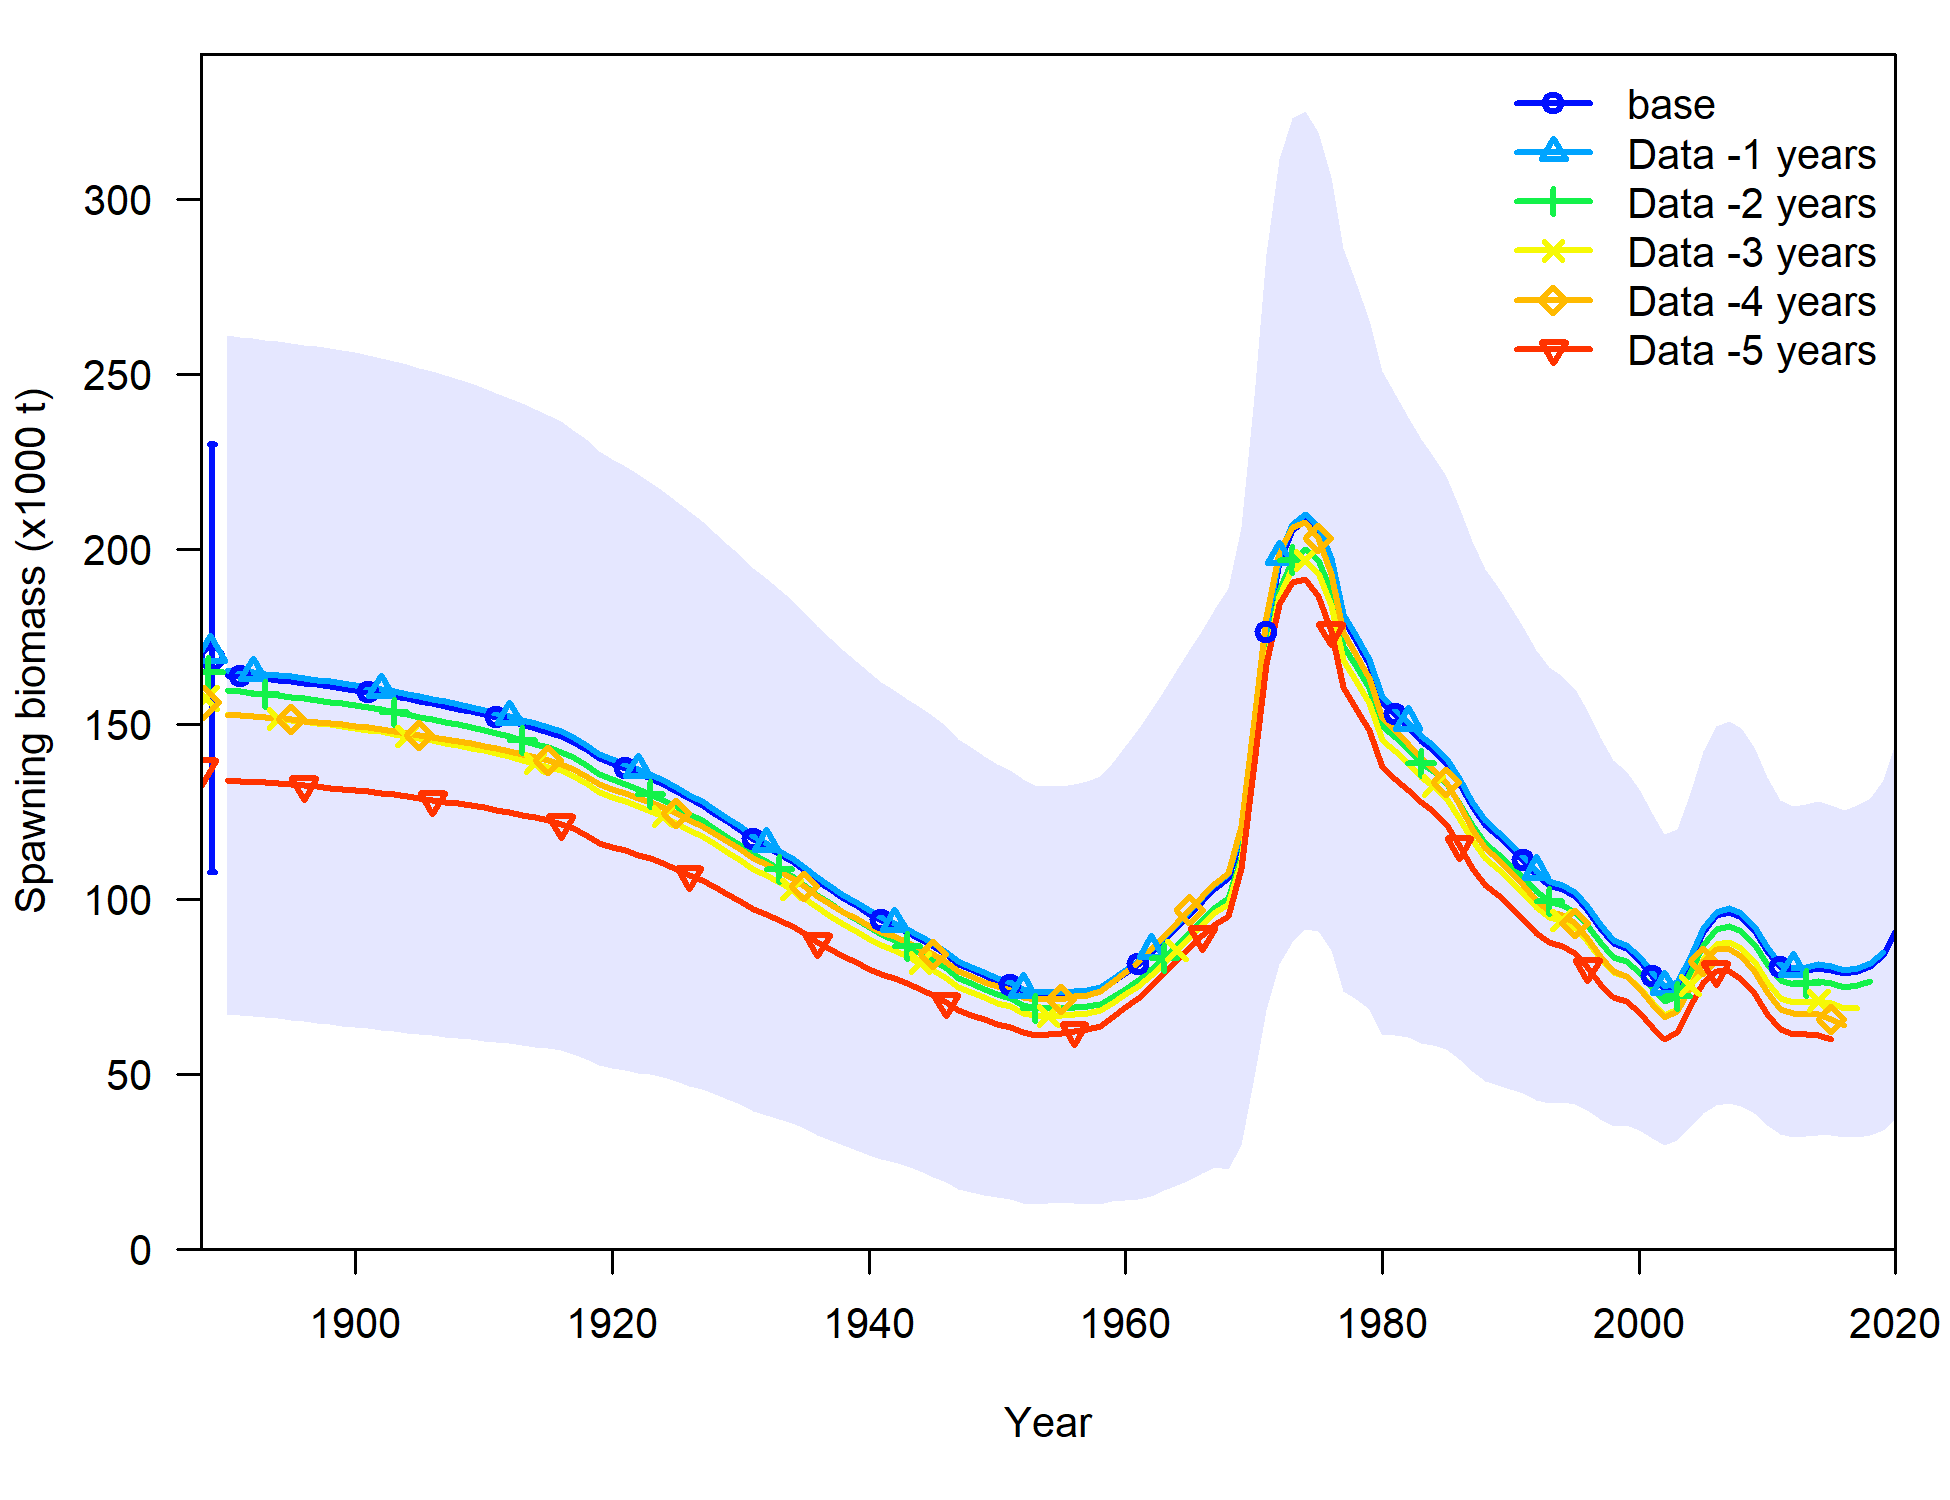 base
Data -1 years
Data -2 years
Data -3 years
Data -4 years
Data -5 years
Spawning biomass (x1000 t)
300
250
200
150
100
50
0
1900 1920 1940 1960 1980 2000 2020
Year